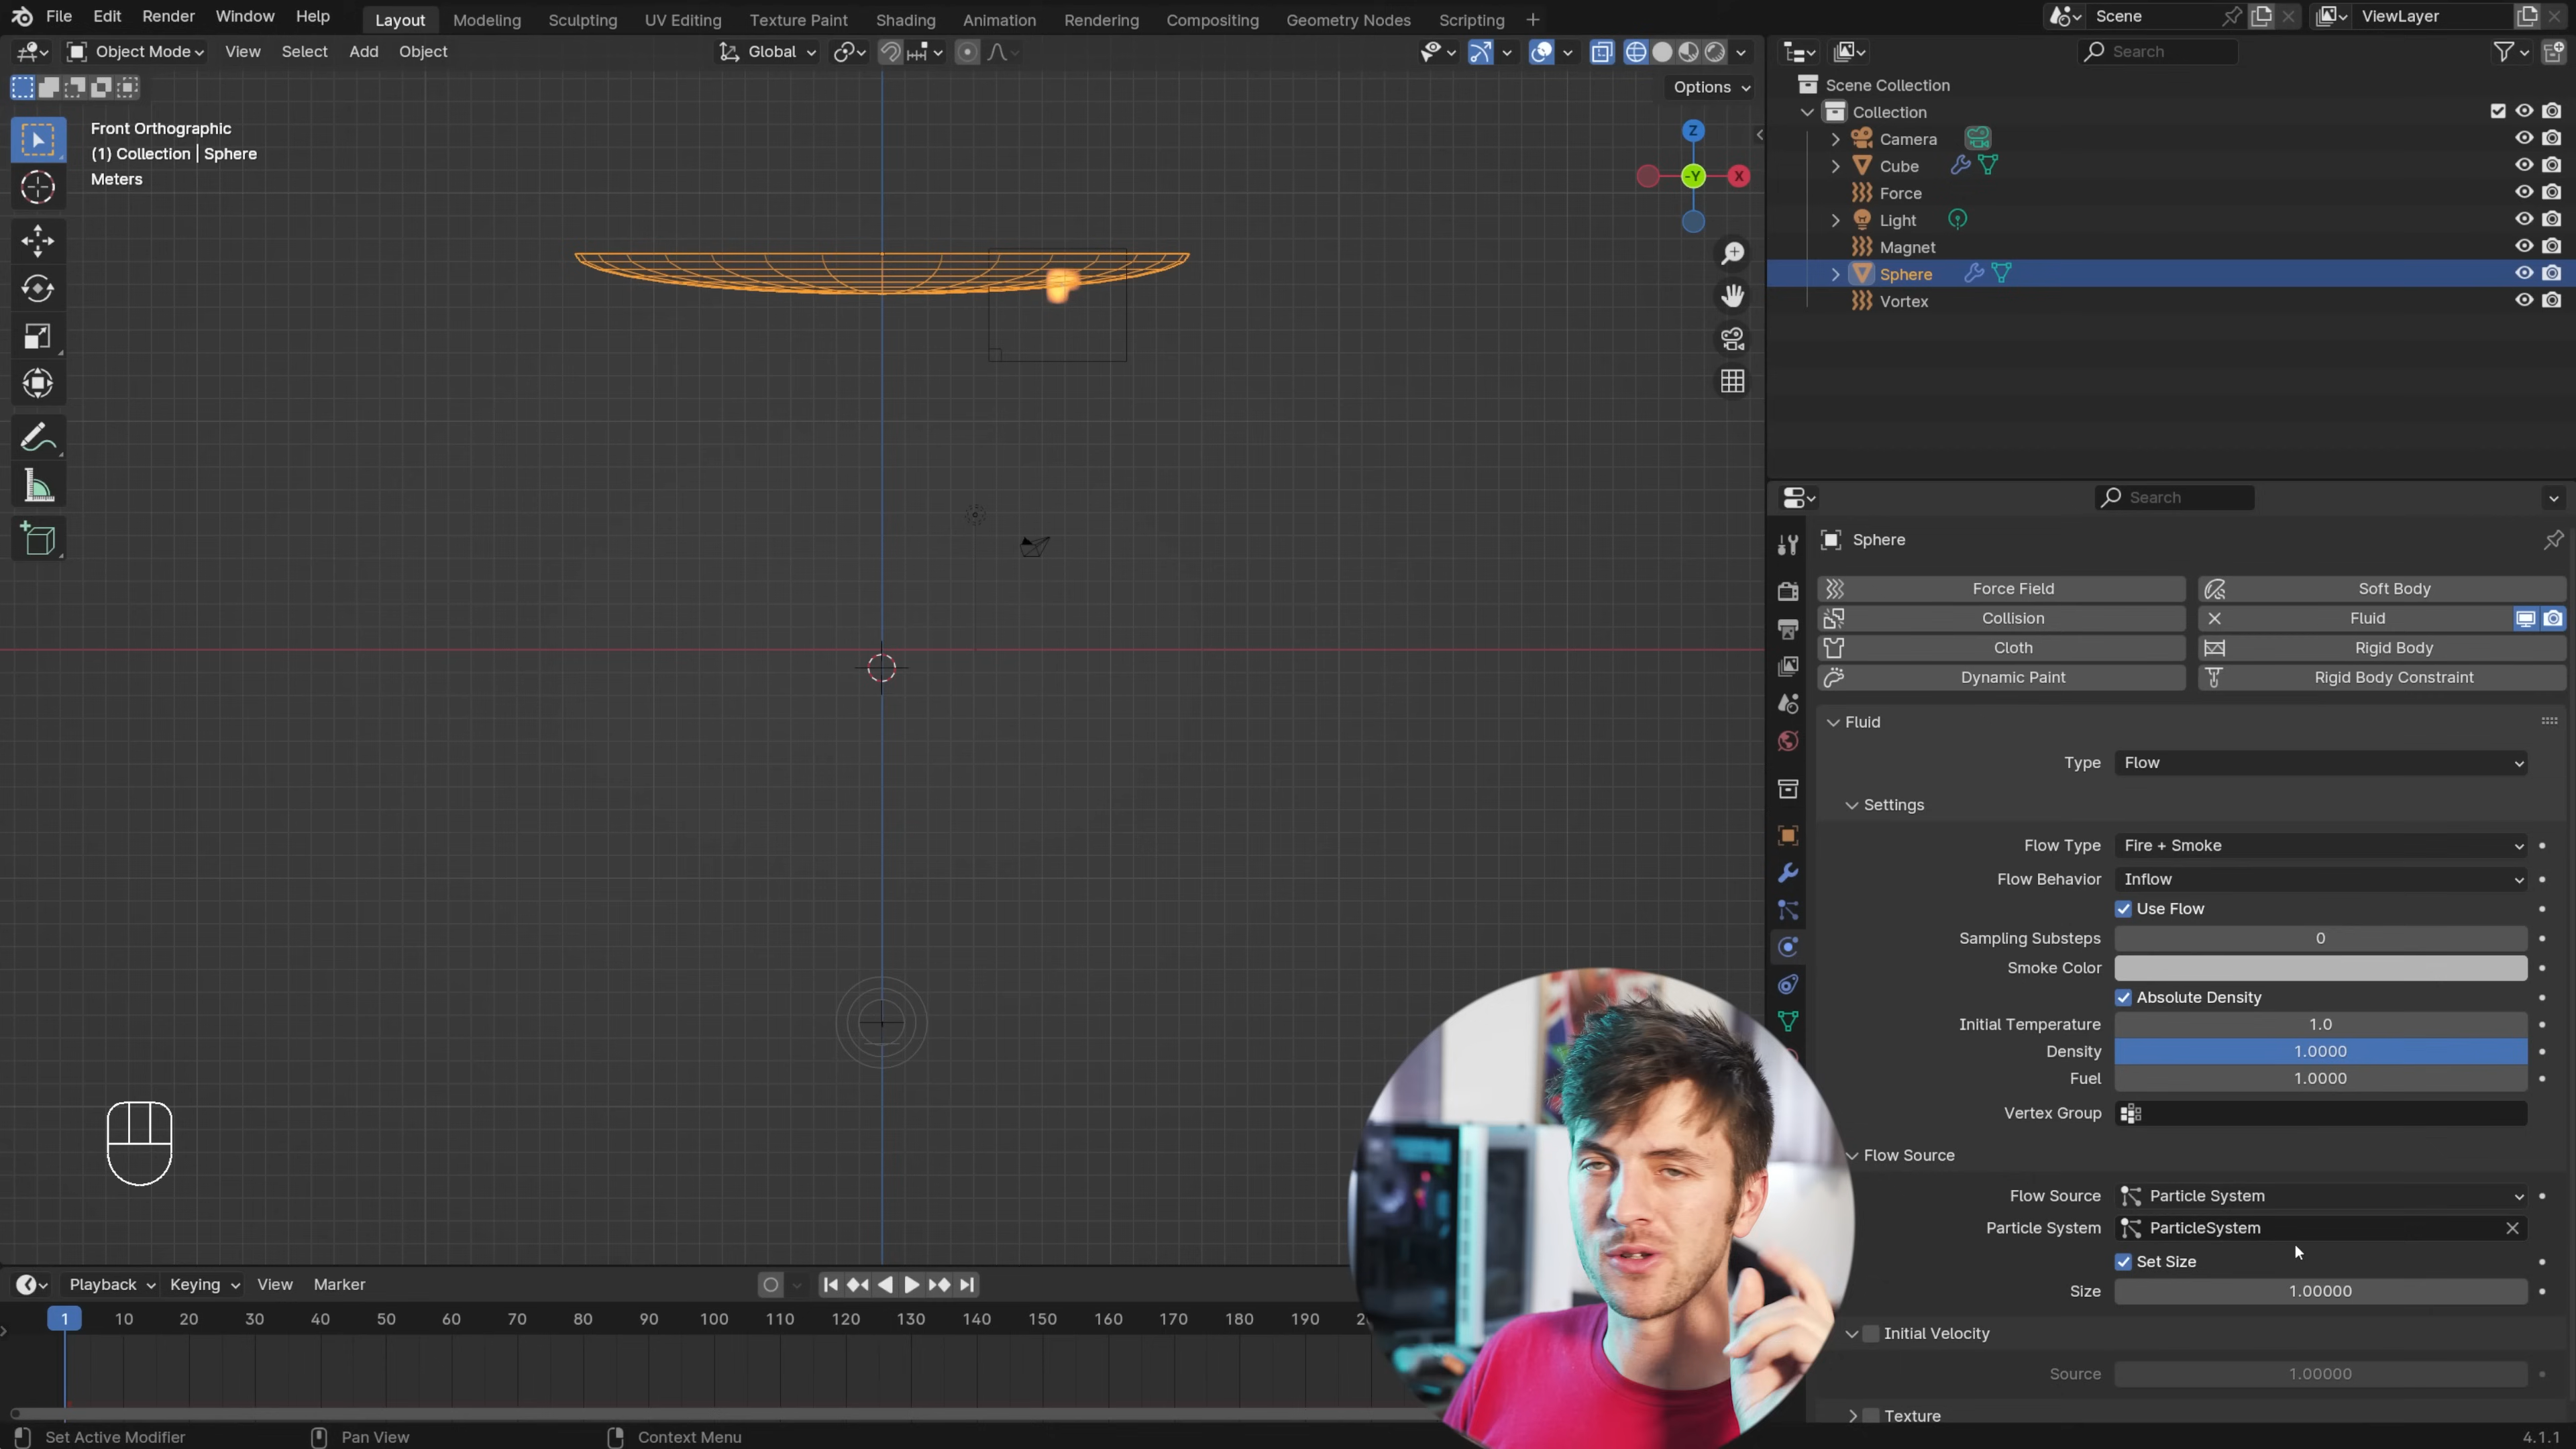 File Edit Render Window Help Layout Modeling Sculpting UV Editing Texture Paint Shading Animation Rendering Compositing Geometry Nodes Scripting Scene ViewLayer
Object Mode View Select Add Object Global Search
Options
Front Orthographic
(1) Collection | Sphere
Meters
Z
-Y
X
Scene Collection
Collection
Camera
Cube
Force
Light
Magnet
Sphere
Vortex
Search
Sphere
Force Field Soft Body
Collision Fluid
Cloth Rigid Body
Dynamic Paint Rigid Body Constraint
Fluid
Type Flow
Settings
Flow Type Fire + Smoke
Flow Behavior Inflow
Use Flow
Sampling Substeps 0
Smoke Color
Absolute Density
Initial Temperature 1.0
Density 1.0000
Fuel 1.0000
Vertex Group
Flow Source
Flow Source Particle System
Particle System ParticleSystem
Set Size
Size 1.00000
Initial Velocity
Source 1.00000
Texture
Playback Keying View Marker
1 10 20 30 40 50 60 70 80 90 100 110 120 130 140 150 160 170 180 190
Set Active Modifier Pan View Context Menu 4.1.1